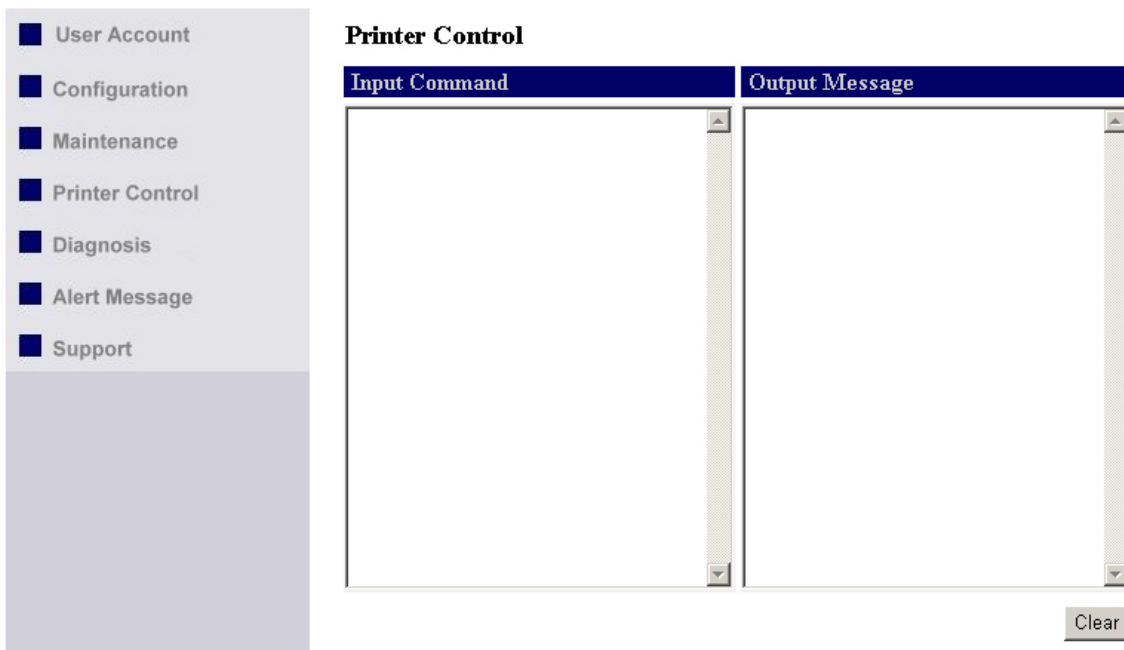 User Account
Configuration
Maintenance
Printer Control
Diagnosis
Alert Message
Support
Printer Control
Input Command
Output Message
Clear